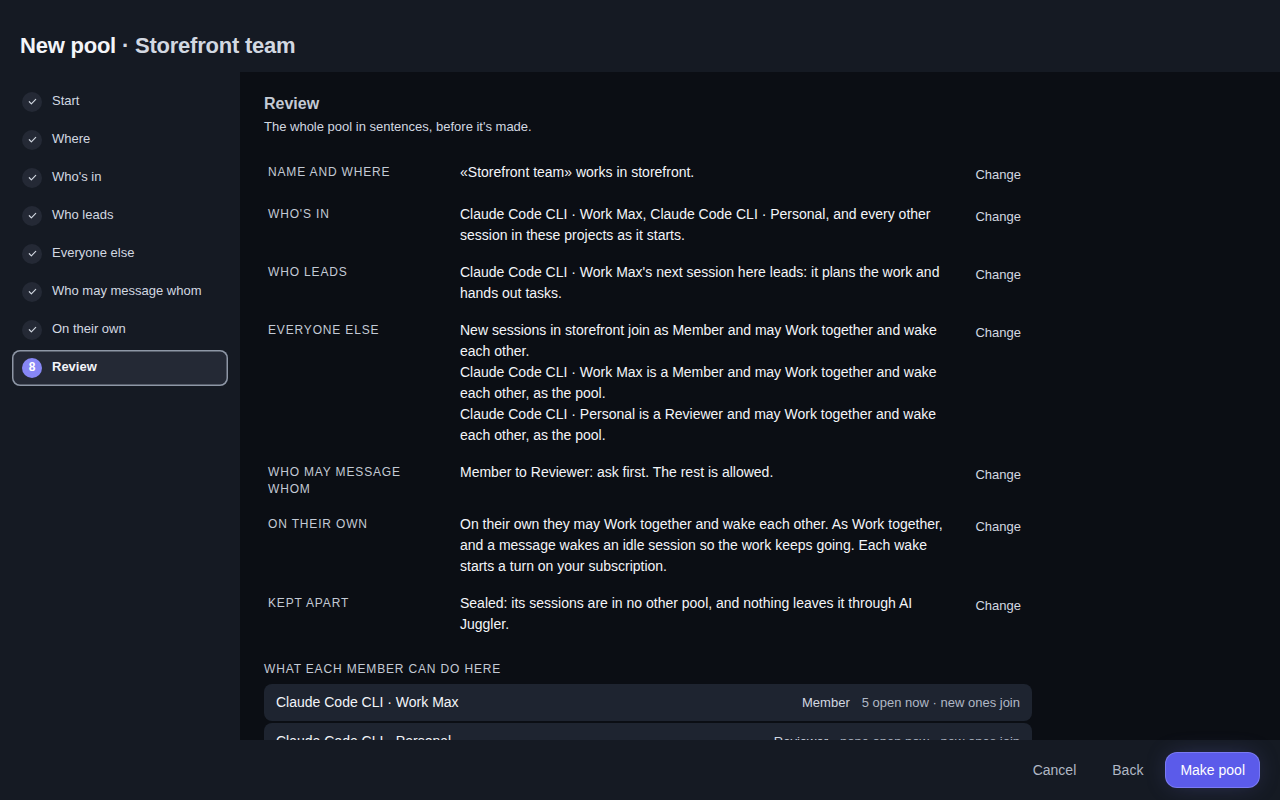 New pool · Storefront team
Start
Where
Who's in
Who leads
Everyone else
Who may message whom
On their own
8 Review
Review
The whole pool in sentences, before it's made.
NAME AND WHERE
«Storefront team» works in storefront.
Change
WHO'S IN
Claude Code CLI · Work Max, Claude Code CLI · Personal, and every other
session in these projects as it starts.
Change
WHO LEADS
Claude Code CLI · Work Max's next session here leads: it plans the work and
hands out tasks.
Change
EVERYONE ELSE
New sessions in storefront join as Member and may Work together and wake
each other.
Claude Code CLI · Work Max is a Member and may Work together and wake
each other, as the pool.
Claude Code CLI · Personal is a Reviewer and may Work together and wake
each other, as the pool.
Change
WHO MAY MESSAGE
WHOM
Member to Reviewer: ask first. The rest is allowed.
Change
ON THEIR OWN
On their own they may Work together and wake each other. As Work together,
and a message wakes an idle session so the work keeps going. Each wake
starts a turn on your subscription.
Change
KEPT APART
Sealed: its sessions are in no other pool, and nothing leaves it through AI
Juggler.
Change
WHAT EACH MEMBER CAN DO HERE
Claude Code CLI · Work Max
Member 5 open now · new ones join
Claude Code CLI · Personal
Reviewer none open now · new ones join
Cancel
Back
Make pool